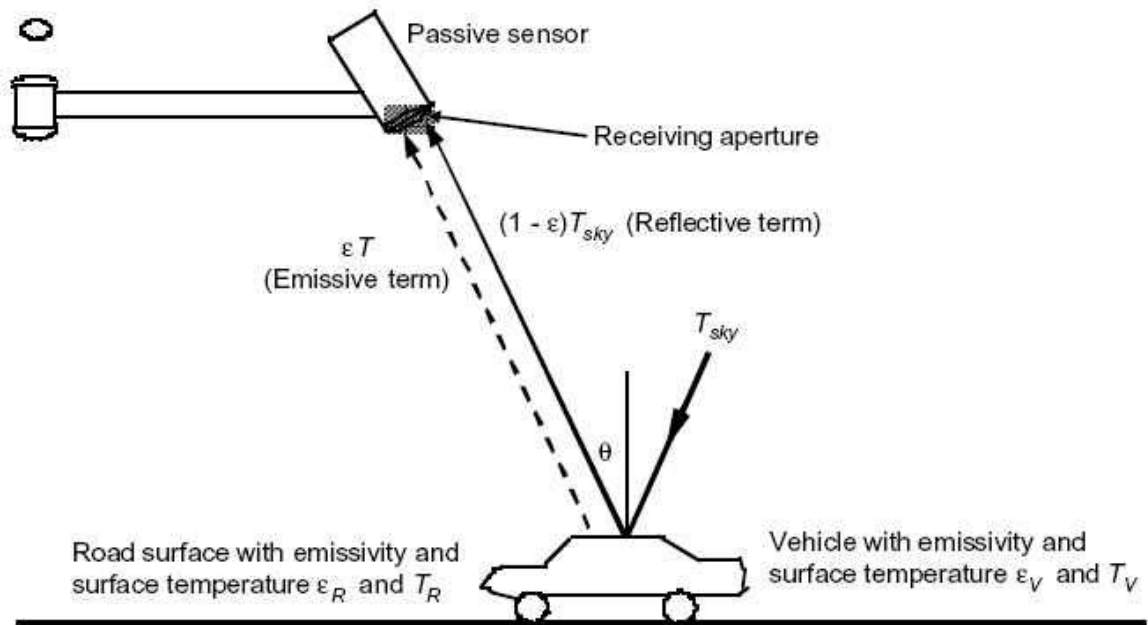 Passive sensor
Receiving aperture
(1 - ε)T_sky (Reflective term)
εT
(Emissive term)
T_sky
θ
Road surface with emissivity and
surface temperature ε_R and T_R
Vehicle with emissivity and
surface temperature ε_V and T_V